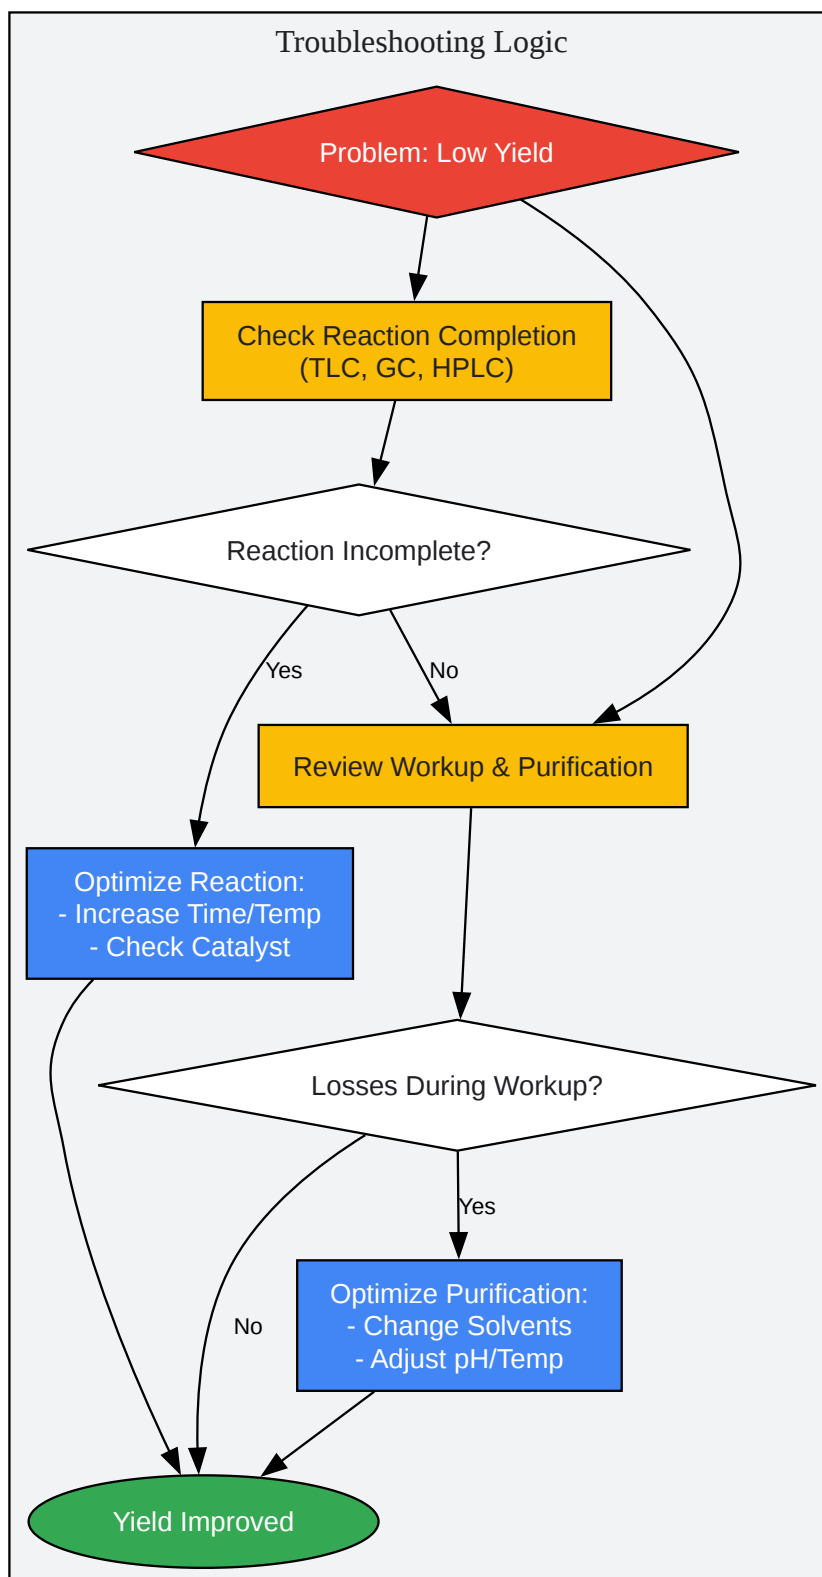 Troubleshooting Logic
Problem: Low Yield
Check Reaction Completion
(TLC, GC, HPLC)
Reaction Incomplete?
Yes
No
Review Workup & Purification
Optimize Reaction:
- Increase Time/Temp
- Check Catalyst
Losses During Workup?
Yes
No
Optimize Purification:
- Change Solvents
- Adjust pH/Temp
Yield Improved